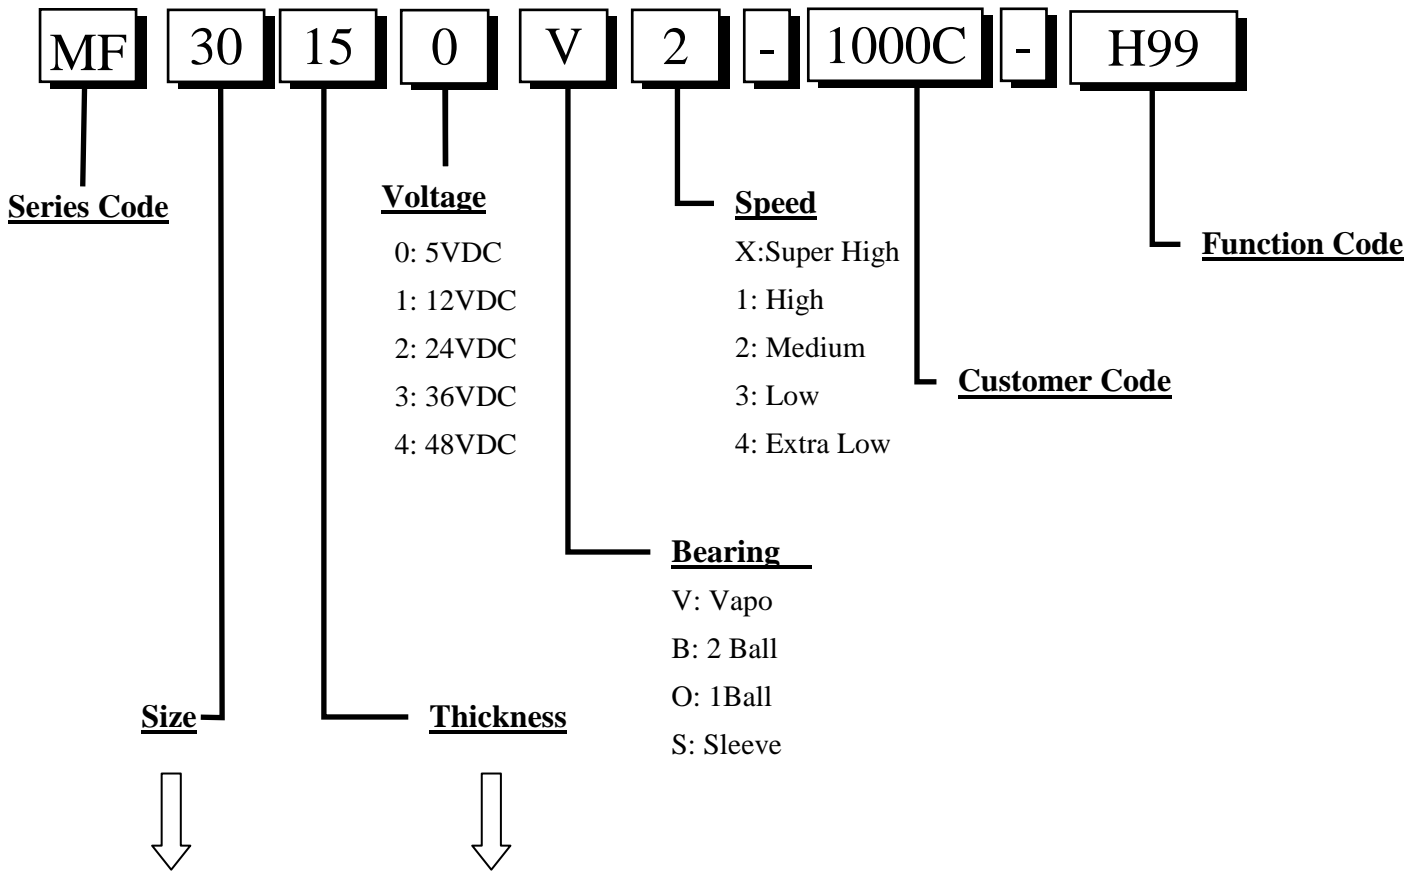 MF 30 15 0 V 2 - 1000C - H99
Series Code
Voltage
0: 5VDC
1: 12VDC
2: 24VDC
3: 36VDC
4: 48VDC
Speed
X:Super High
1: High
2: Medium
3: Low
4: Extra Low
Function Code
Customer Code
Bearing
V: Vapo
B: 2 Ball
O: 1Ball
S: Sleeve
Size
Thickness